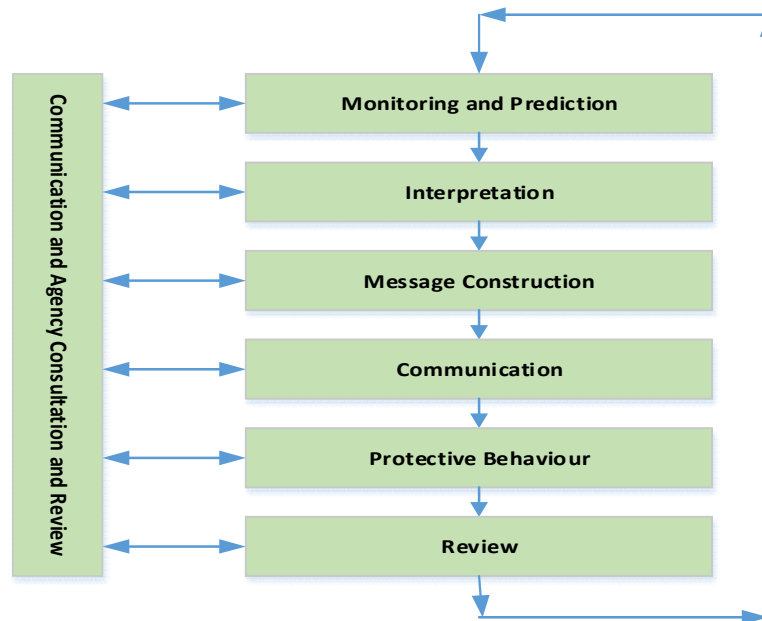 Communication and Agency Consultation and Review
Monitoring and Prediction
Interpretation
Message Construction
Communication
Protective Behaviour
Review